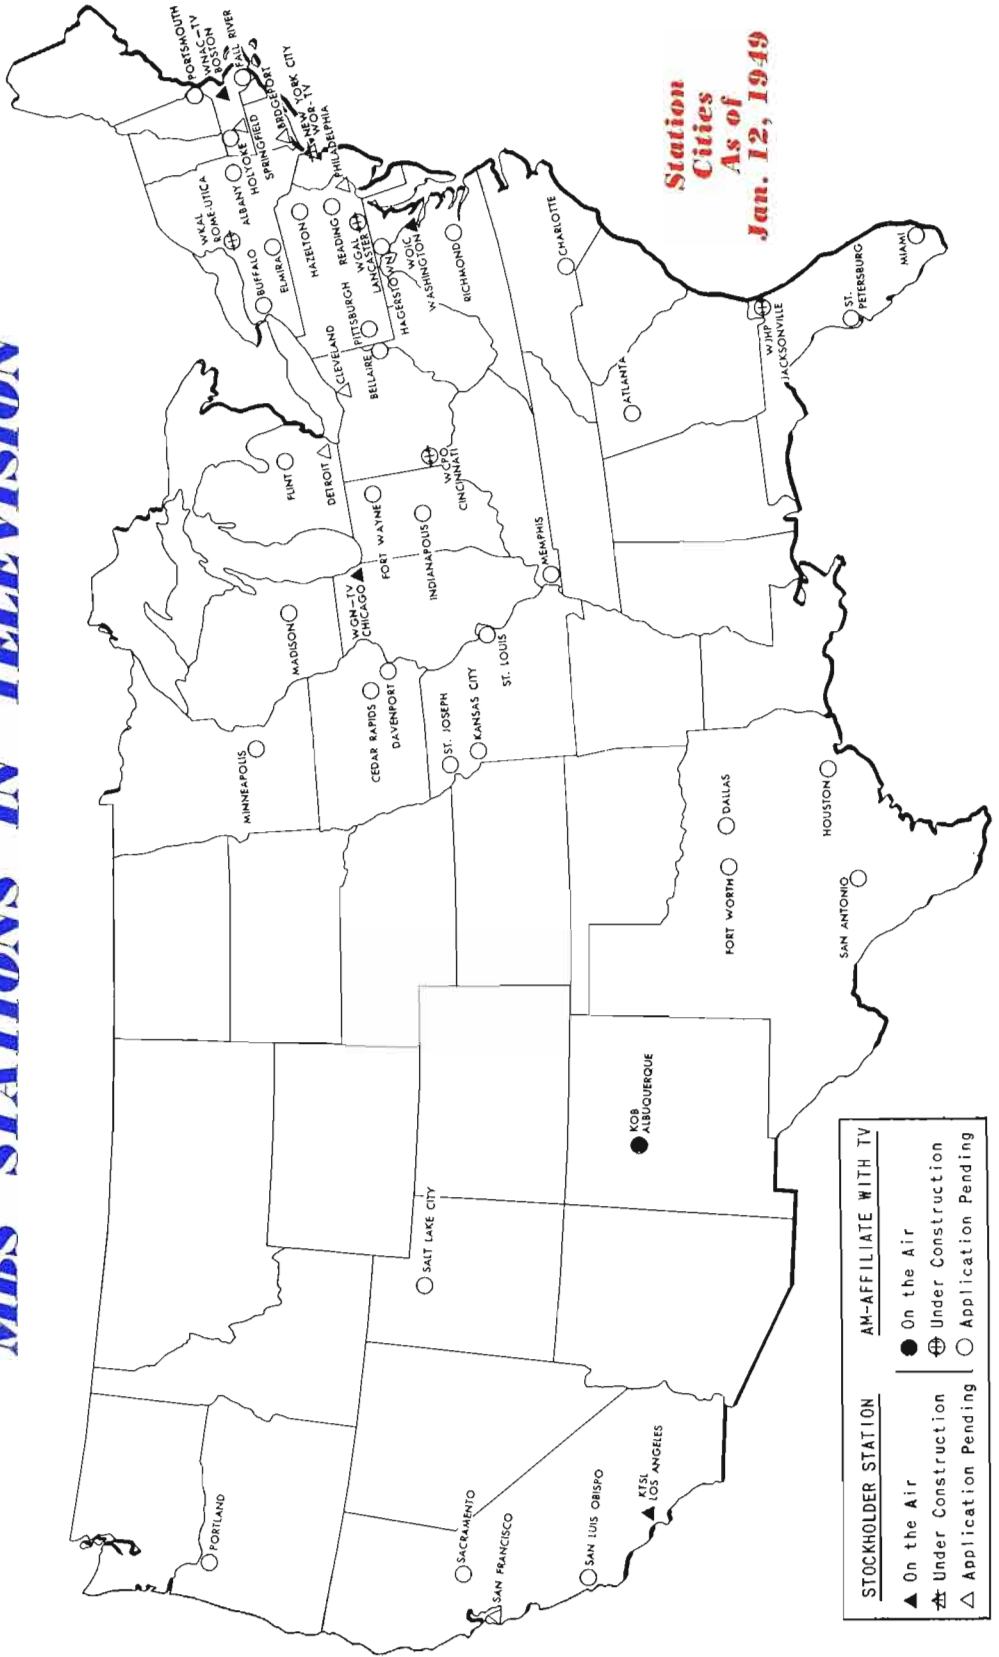 MBS STATIONS IN TELEVISION
Station
Cities
As of
Jan. 12, 1949
PORTLAND
SACRAMENTO
SAN FRANCISCO
SAN LUIS OBISPO
KTSL
LOS ANGELES
SALT LAKE CITY
KOB
ALBUQUERQUE
MINNEAPOLIS
MADISON
CEDAR RAPIDS
DAVENPORT
ST. JOSEPH
KANSAS CITY
ST. LOUIS
FORT WORTH
DALLAS
HOUSTON
SAN ANTONIO
WGN-TV
CHICAGO
FORT WAYNE
INDIANAPOLIS
MEMPHIS
FLINT
DETROIT
WCPO
CINCINNATI
CLEVELAND
BELLAIRE
PITTSBURGH
BUFFALO
ELMIRA
WKAL
ROME-UTICA
ALBANY
HOLYOKE
SPRINGFIELD
BRDGEPORT
NEW YORK CITY
WOR-TV
PHILADELPHIA
HAZELTON
READING
WGAL
LANCASTER
HAGERSTOWN
WOIC
WASHINGTON
RICHMOND
PORTSMOUTH
WNAC-TV
BOSTON
FALL RIVER
CHARLOTTE
ATLANTA
WJHP
JACKSONVILLE
ST.
PETERSBURG
MIAMI
STOCKHOLDER STATION
On the Air
Under Construction
Application Pending
AM-AFFILIATE WITH TV
On the Air
Under Construction
Application Pending